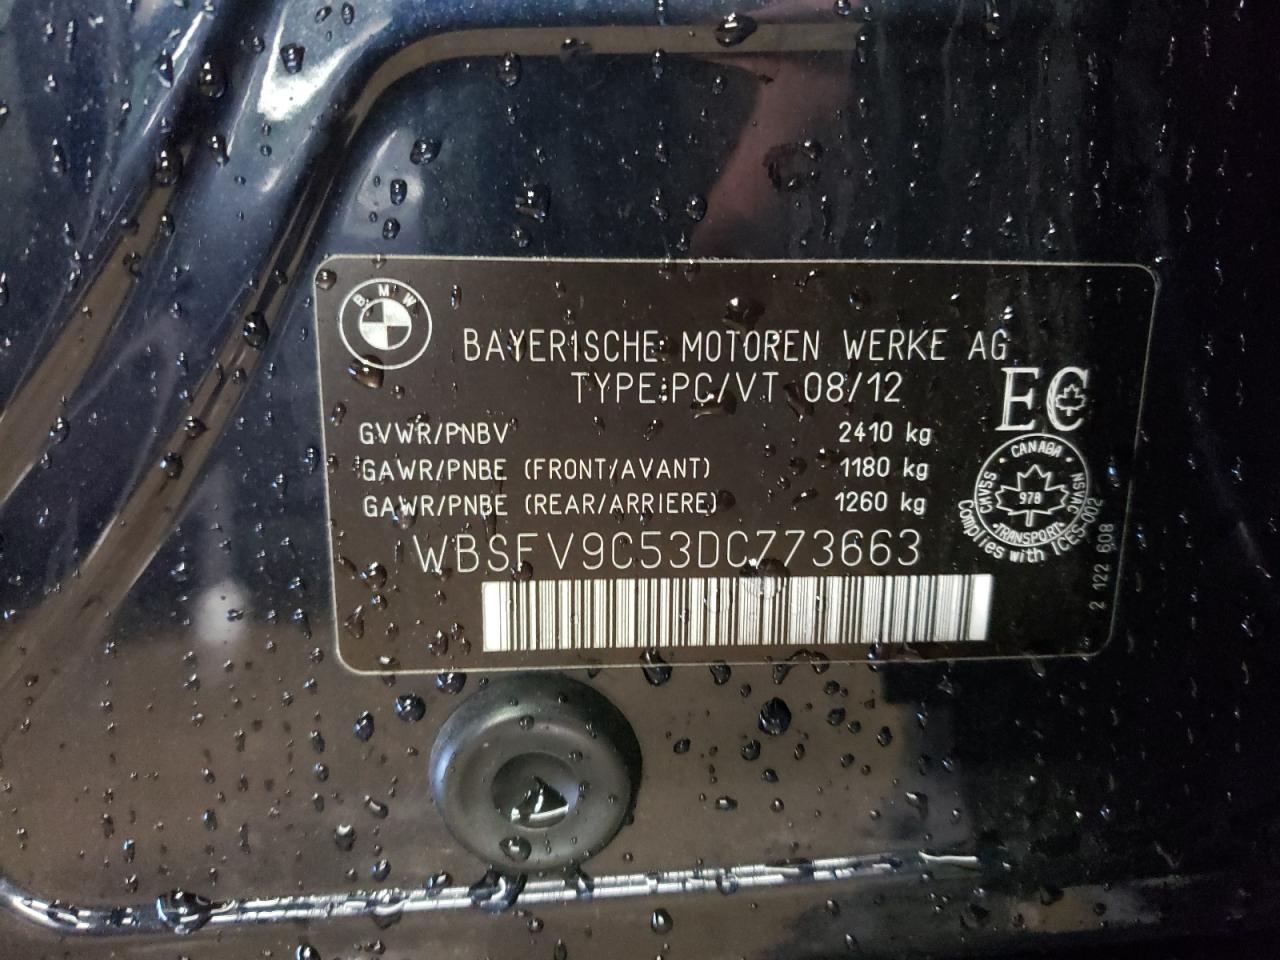 BMW
BAYERISCHE MOTOREN WERKE AG
TYPE:PC/VT 08/12
EC
GVWR/PNBV 2410 kg
GAWR/PNBE (FRONT/AVANT) 1180 kg
GAWR/PNBE (REAR/ARRIERE) 1260 kg
WBSFV9C53DC773663
CANADA
CMVSS
NSVAC
978
TRANSPORT
Complies with ICES-002
2 122 608